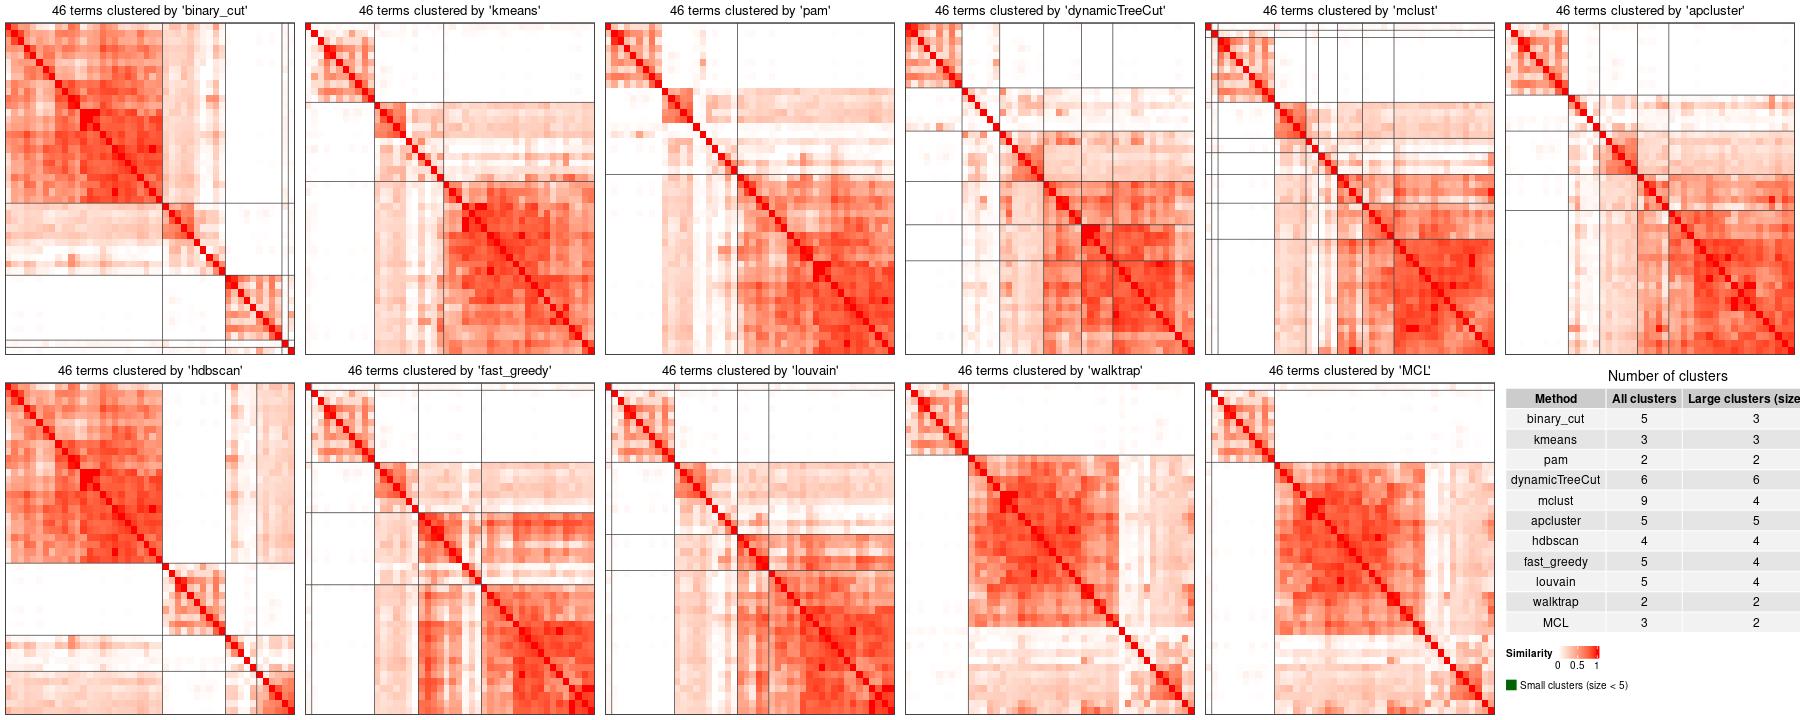 46 terms clustered by 'binary_cut'
46 terms clustered by 'kmeans'
46 terms clustered by 'pam'
46 terms clustered by 'dynamicTreeCut'
46 terms clustered by 'mclust'
46 terms clustered by 'apcluster'
46 terms clustered by 'hdbscan'
46 terms clustered by 'fast_greedy'
46 terms clustered by 'louvain'
46 terms clustered by 'walktrap'
46 terms clustered by 'MCL'
Number of clusters
Method All clusters Large clusters (size
binary_cut 5 3
kmeans 3 3
pam 2 2
dynamicTreeCut 6 6
mclust 9 4
apcluster 5 5
hdbscan 4 4
fast_greedy 5 4
louvain 5 4
walktrap 2 2
MCL 3 2
Similarity
0 0.5 1
Small clusters (size < 5)